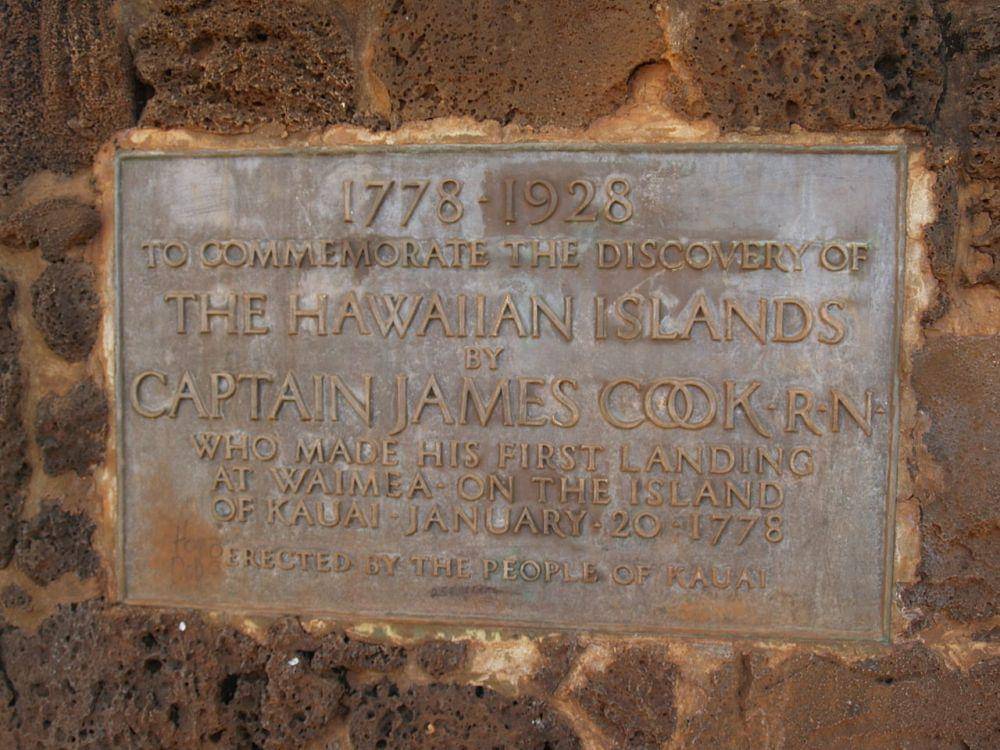 1778 · 1928
TO COMMEMORATE THE DISCOVERY OF
THE HAWAIIAN ISLANDS
BY
CAPTAIN JAMES COOK · R · N ·
WHO MADE HIS FIRST LANDING
AT WAIMEA · ON THE ISLAND
OF KAUAI · JANUARY · 20 · 1778
ERECTED BY THE PEOPLE OF KAUAI